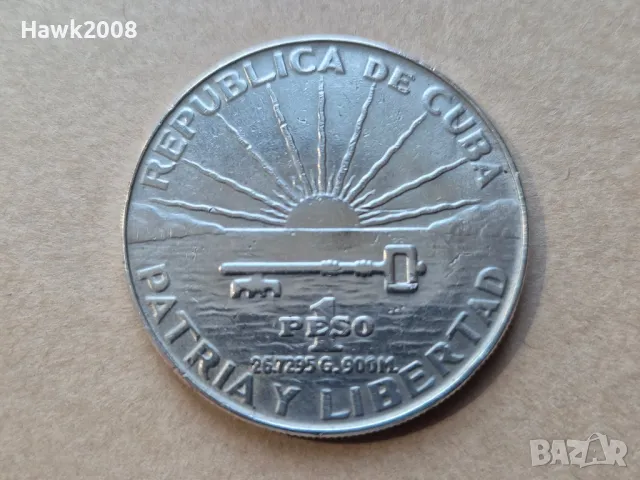 Hawk2008
REPUBLICA DE CUBA
1
PESO
26.7295 G. 900 M.
PATRIA Y LIBERTAD
BAZAR